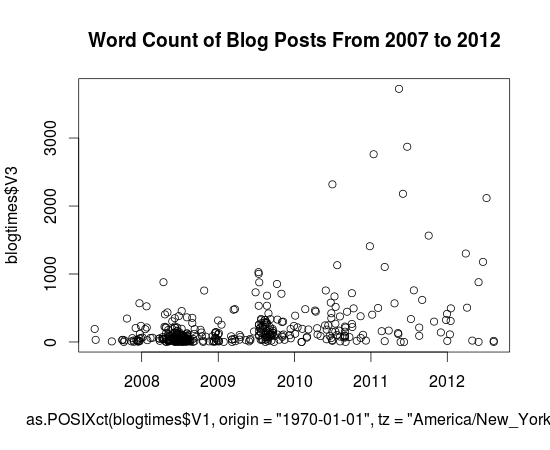 Word Count of Blog Posts From 2007 to 2012
blogtimes$V3
3000
2000
1000
0
2008 2009 2010 2011 2012
as.POSIXct(blogtimes$V1, origin = "1970-01-01", tz = "America/New_York